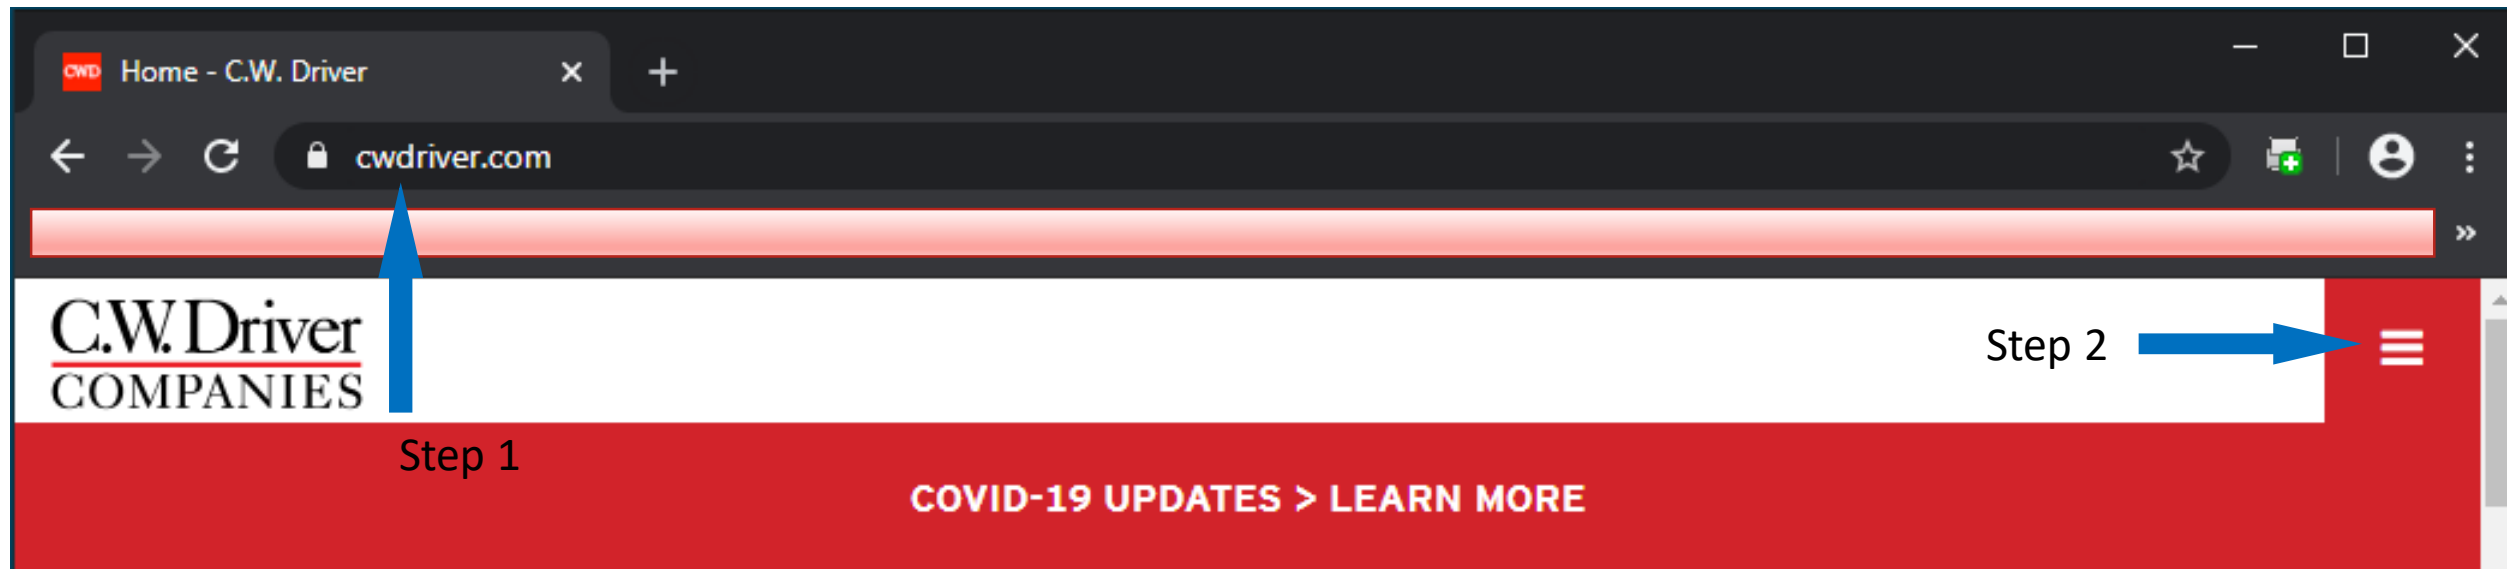 CWD Home - C.W. Driver
cwdriver.com
C.W. Driver
COMPANIES
Step 2
Step 1
COVID-19 UPDATES > LEARN MORE